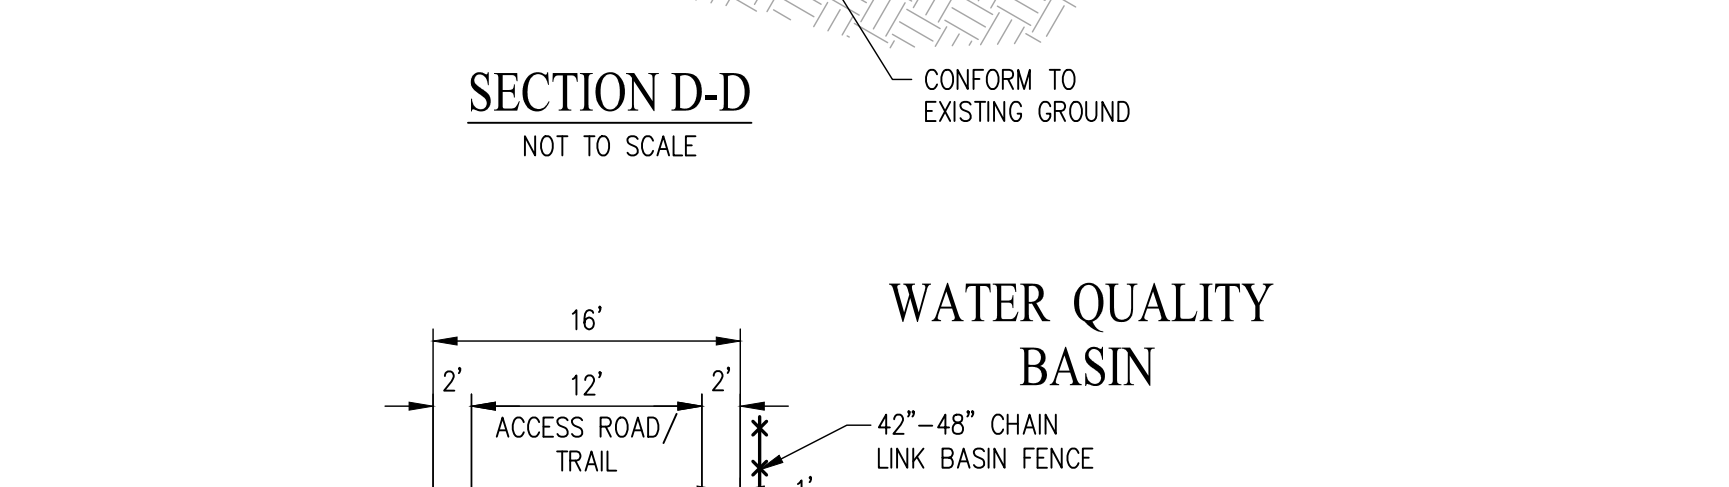 CONFORM TO
EXISTING GROUND
SECTION D-D
NOT TO SCALE
WATER QUALITY
BASIN
16'
2' 12' 2'
ACCESS ROAD/
TRAIL
42"-48" CHAIN
LINK BASIN FENCE
1'